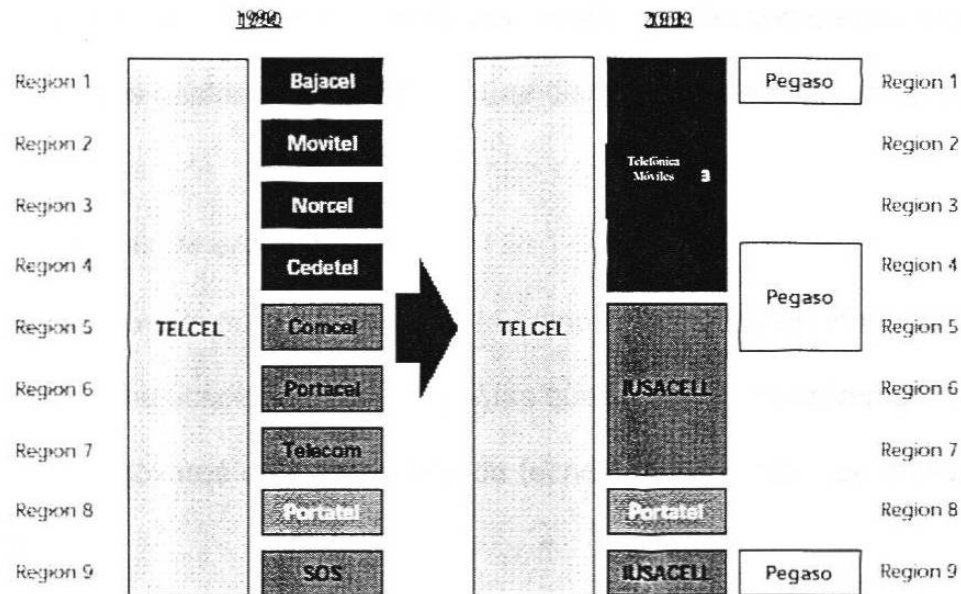 Region 1
Bajacel
Pegaso
Region 1
Region 2
Movitel
Region 2
Telefónica
Móviles 3
Region 3
Norcel
Region 3
Region 4
Cedetel
Region 4
Pegaso
Region 5
TELCEL
Comcel
TELCEL
Region 5
Region 6
Portacel
IUSACELL
Region 6
Region 7
Telecom
Region 7
Region 8
Portatel
Portatel
Region 8
Region 9
SOS
IUSACELL
Pegaso
Region 9